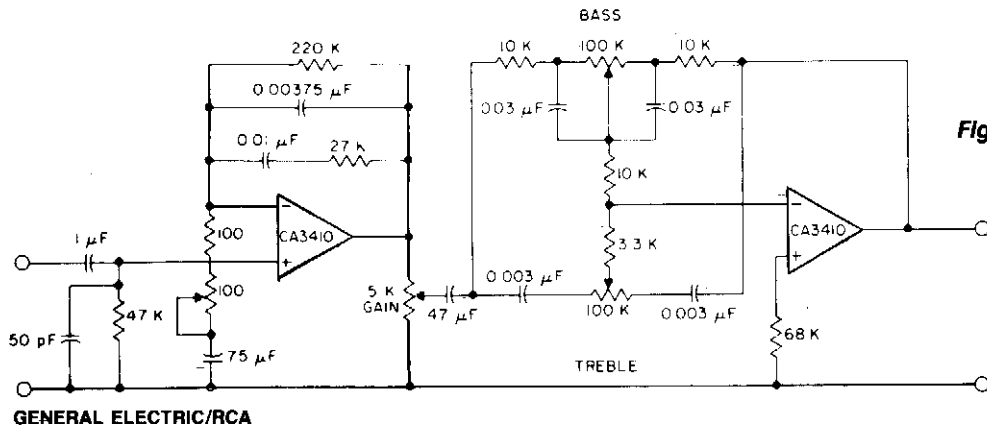 BASS
220 K
10 K
100 K
10 K
0.00375 µF
.03 µF
0.03 µF
Fig
0.01 µF
27 K
10 K
CA3410
CA3410
1 µF
100
3.3 K
0.003 µF
100
5 K
GAIN
47 µF
100K
0.003 µF
47 K
68 K
50 pF
75 µF
TREBLE
GENERAL ELECTRIC/RCA